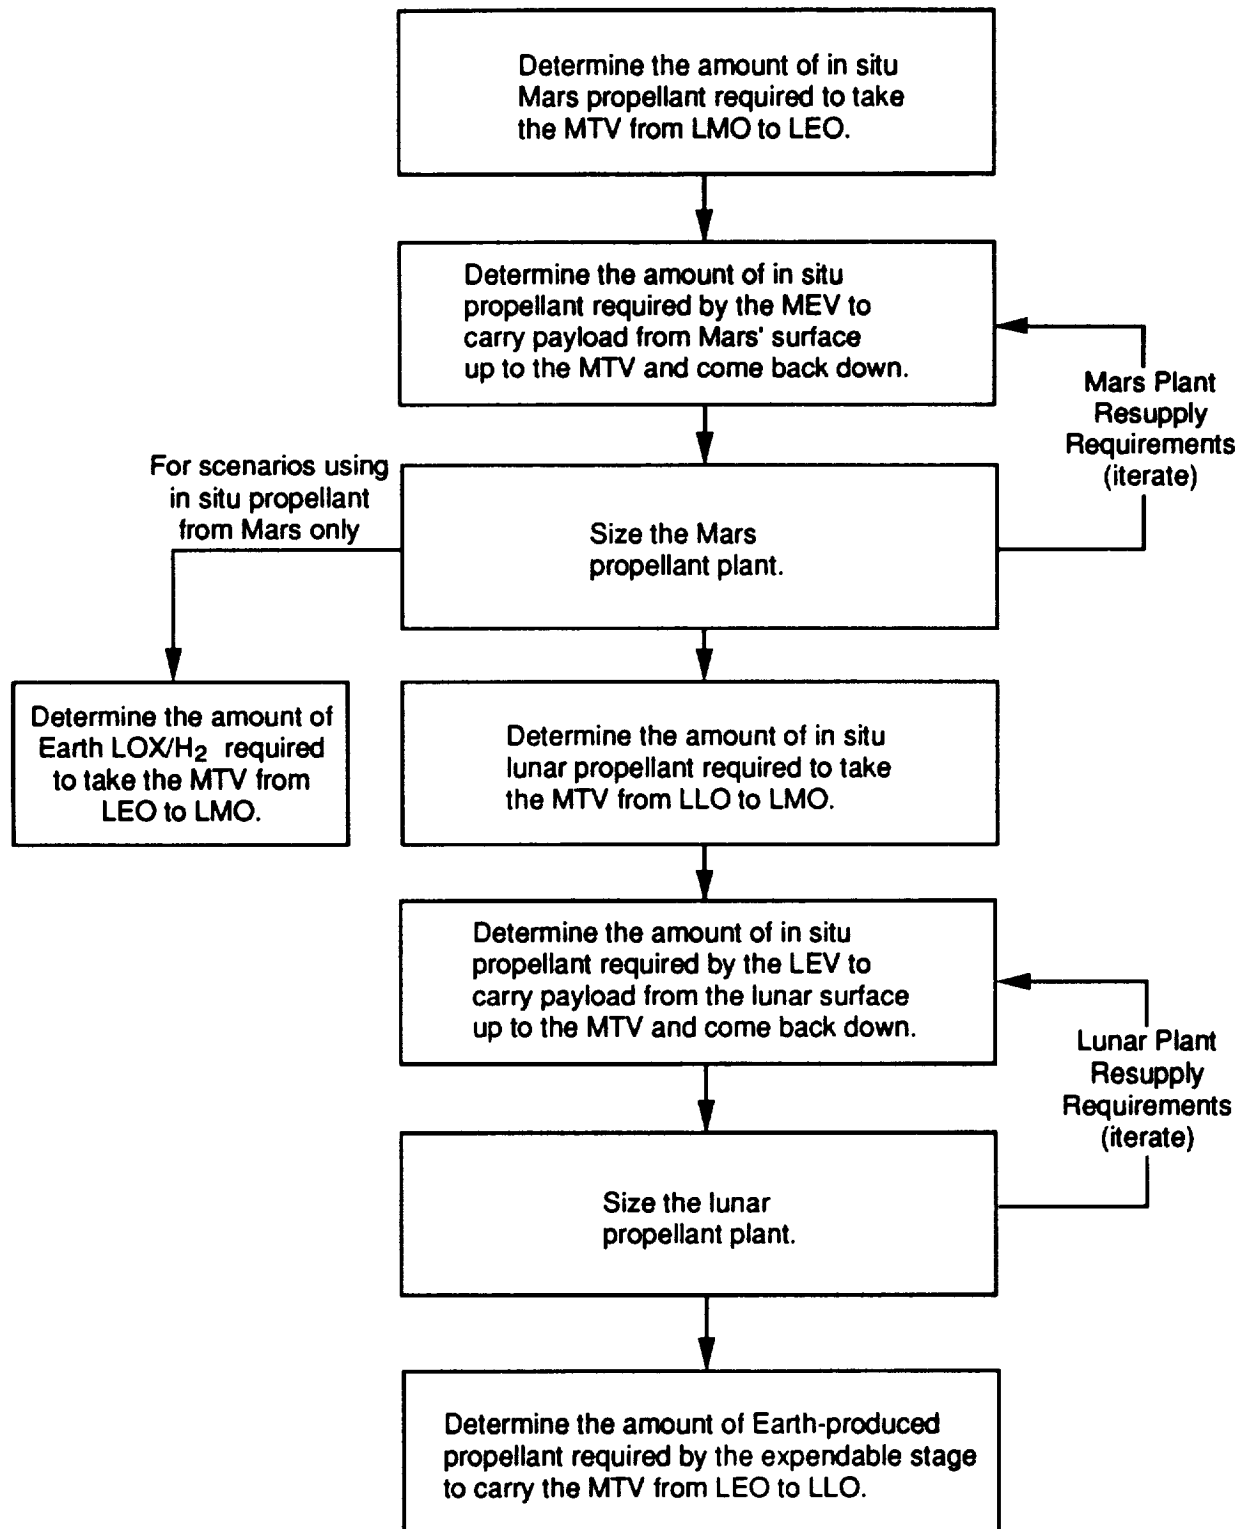 Determine the amount of in situ
Mars propellant required to take
the MTV from LMO to LEO.
Determine the amount of in situ
propellant required by the MEV to
carry payload from Mars' surface
up to the MTV and come back down.
Mars Plant
Resupply
Requirements
(iterate)
For scenarios using
in situ propellant
from Mars only
Size the Mars
propellant plant.
Determine the amount of
Earth LOX/H2 required
to take the MTV from
LEO to LMO.
Determine the amount of in situ
lunar propellant required to take
the MTV from LLO to LMO.
Determine the amount of in situ
propellant required by the LEV to
carry payload from the lunar surface
up to the MTV and come back down.
Lunar Plant
Resupply
Requirements
(iterate)
Size the lunar
propellant plant.
Determine the amount of Earth-produced
propellant required by the expendable stage
to carry the MTV from LEO to LLO.